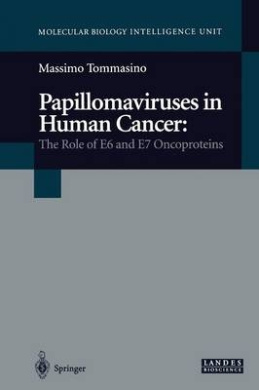 MOLECULAR BIOLOGY INTELLIGENCE UNIT
Massimo Tommasino
Papillomaviruses in
Human Cancer:
The Role of E6 and E7 Oncoproteins
Springer
LANDES
BIOSCIENCE